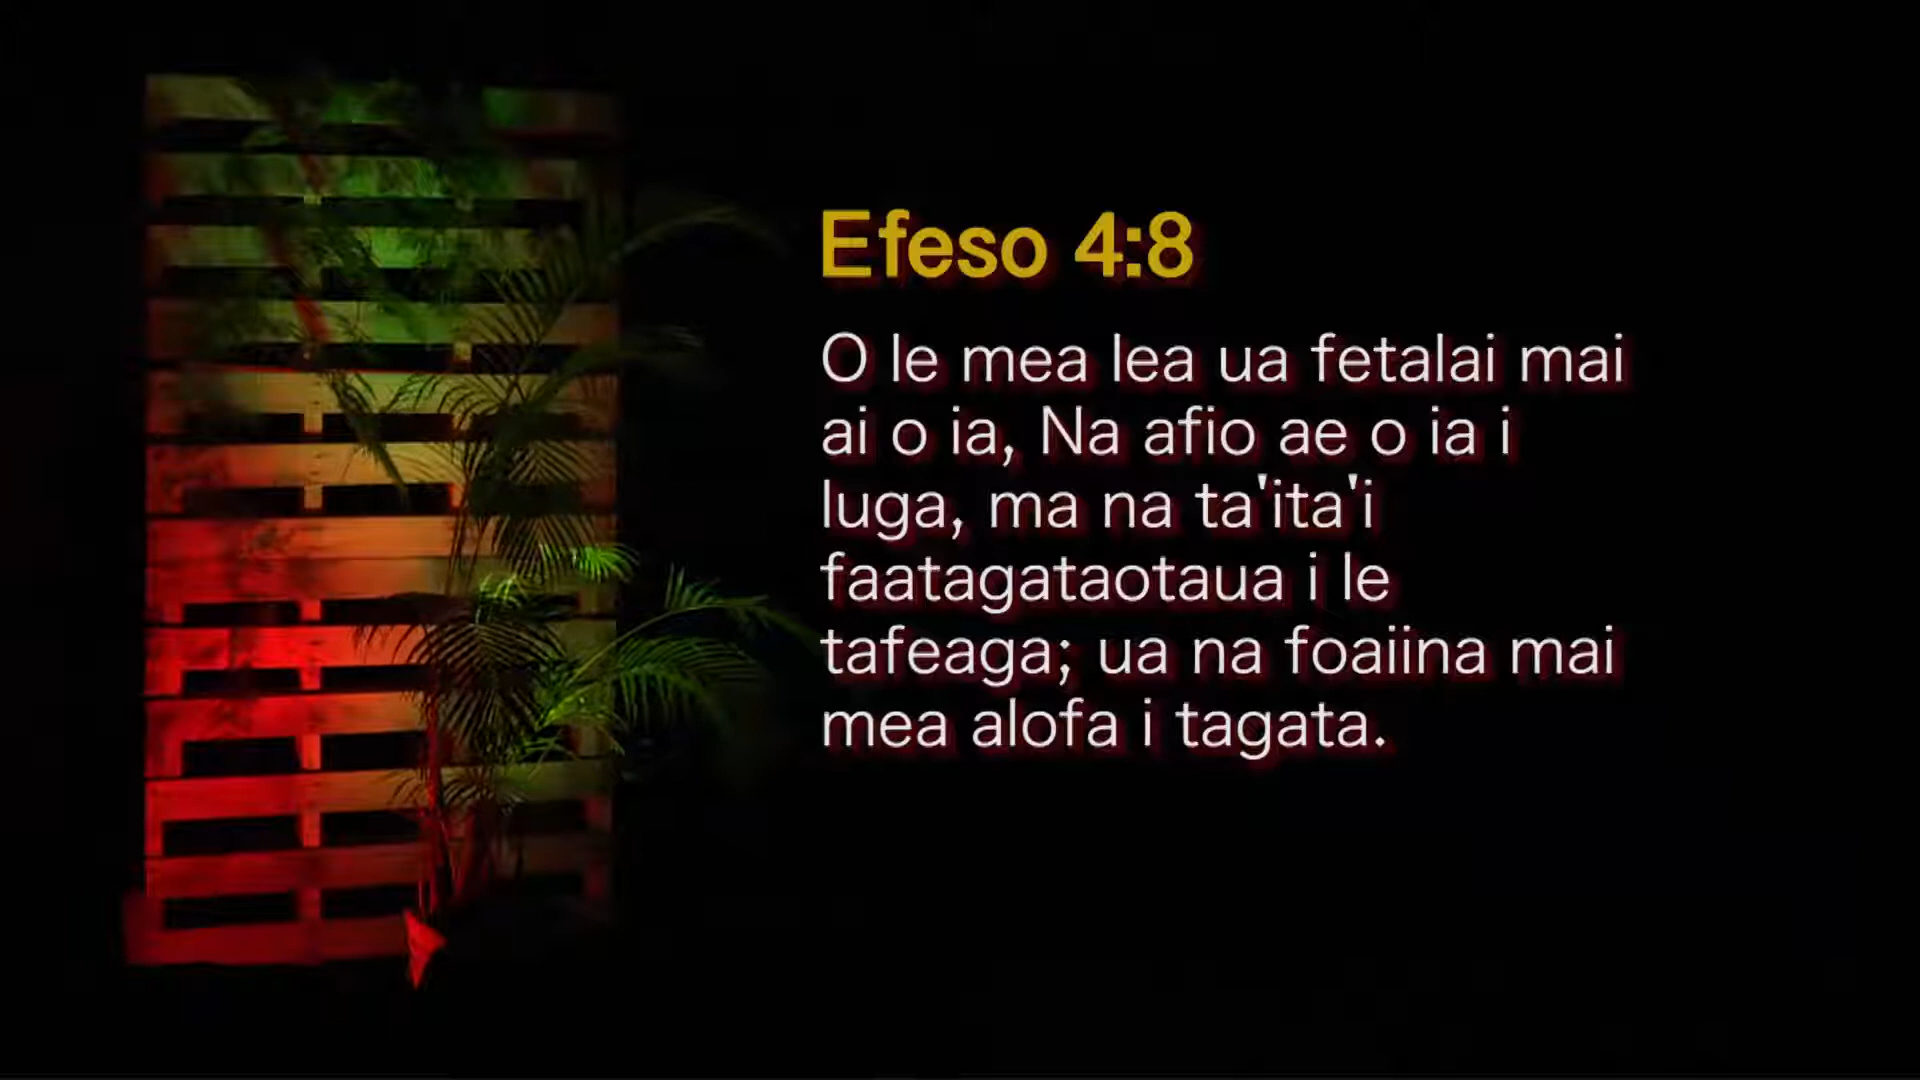 Efeso 4:8
O le mea lea ua fetalai mai
ai o ia, Na afio ae o ia i
luga, ma na ta'ita'i
faatagataotaua i le
tafeaga; ua na foaiina mai
mea alofa i tagata.